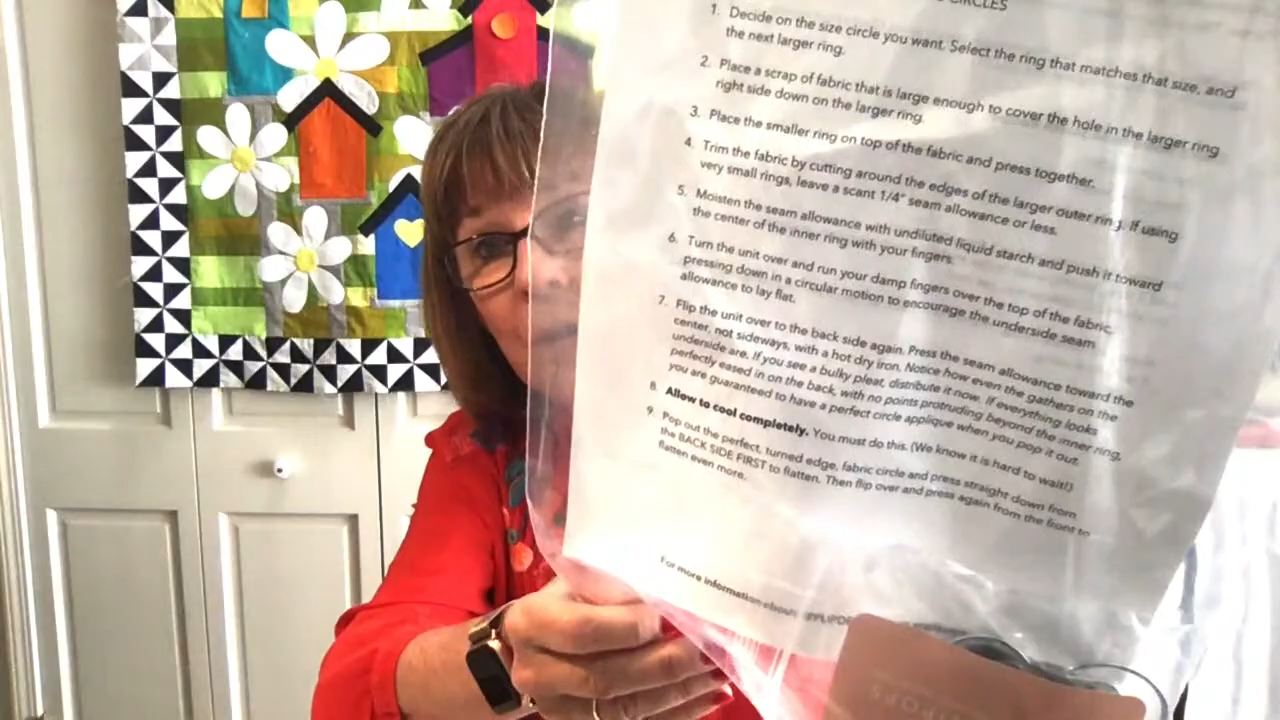 CIRCLES
1. Decide on the size circle you want. Select the ring that matches that size, and
the next larger ring.
2. Place a scrap of fabric that is large enough to cover the hole in the larger ring
right side down on the larger ring.
3. Place the smaller ring on top of the fabric and press together.
4. Trim the fabric by cutting around the edges of the larger outer ring. If using
very small rings, leave a scant 1/4" seam allowance or less.
5. Moisten the seam allowance with undiluted liquid starch and push it toward
the center of the inner ring with your fingers.
6. Turn the unit over and run your damp fingers over the top of the fabric,
pressing down in a circular motion to encourage the underside seam
allowance to lay flat.
7. Flip the unit over to the back side again. Press the seam allowance toward the
center, not sideways, with a hot dry iron. Notice how even the gathers on the
underside are. If you see a bulky pleat, distribute it now. If everything looks
perfectly eased in on the back, with no points protruding beyond the inner ring,
you are guaranteed to have a perfect circle applique when you pop it out.
8. Allow to cool completely. You must do this. (We know it is hard to wait!)
9. Pop out the perfect, turned edge, fabric circle and press straight down from
the BACK SIDE FIRST to flatten. Then flip over and press again from the front to
flatten even more.
For more information about